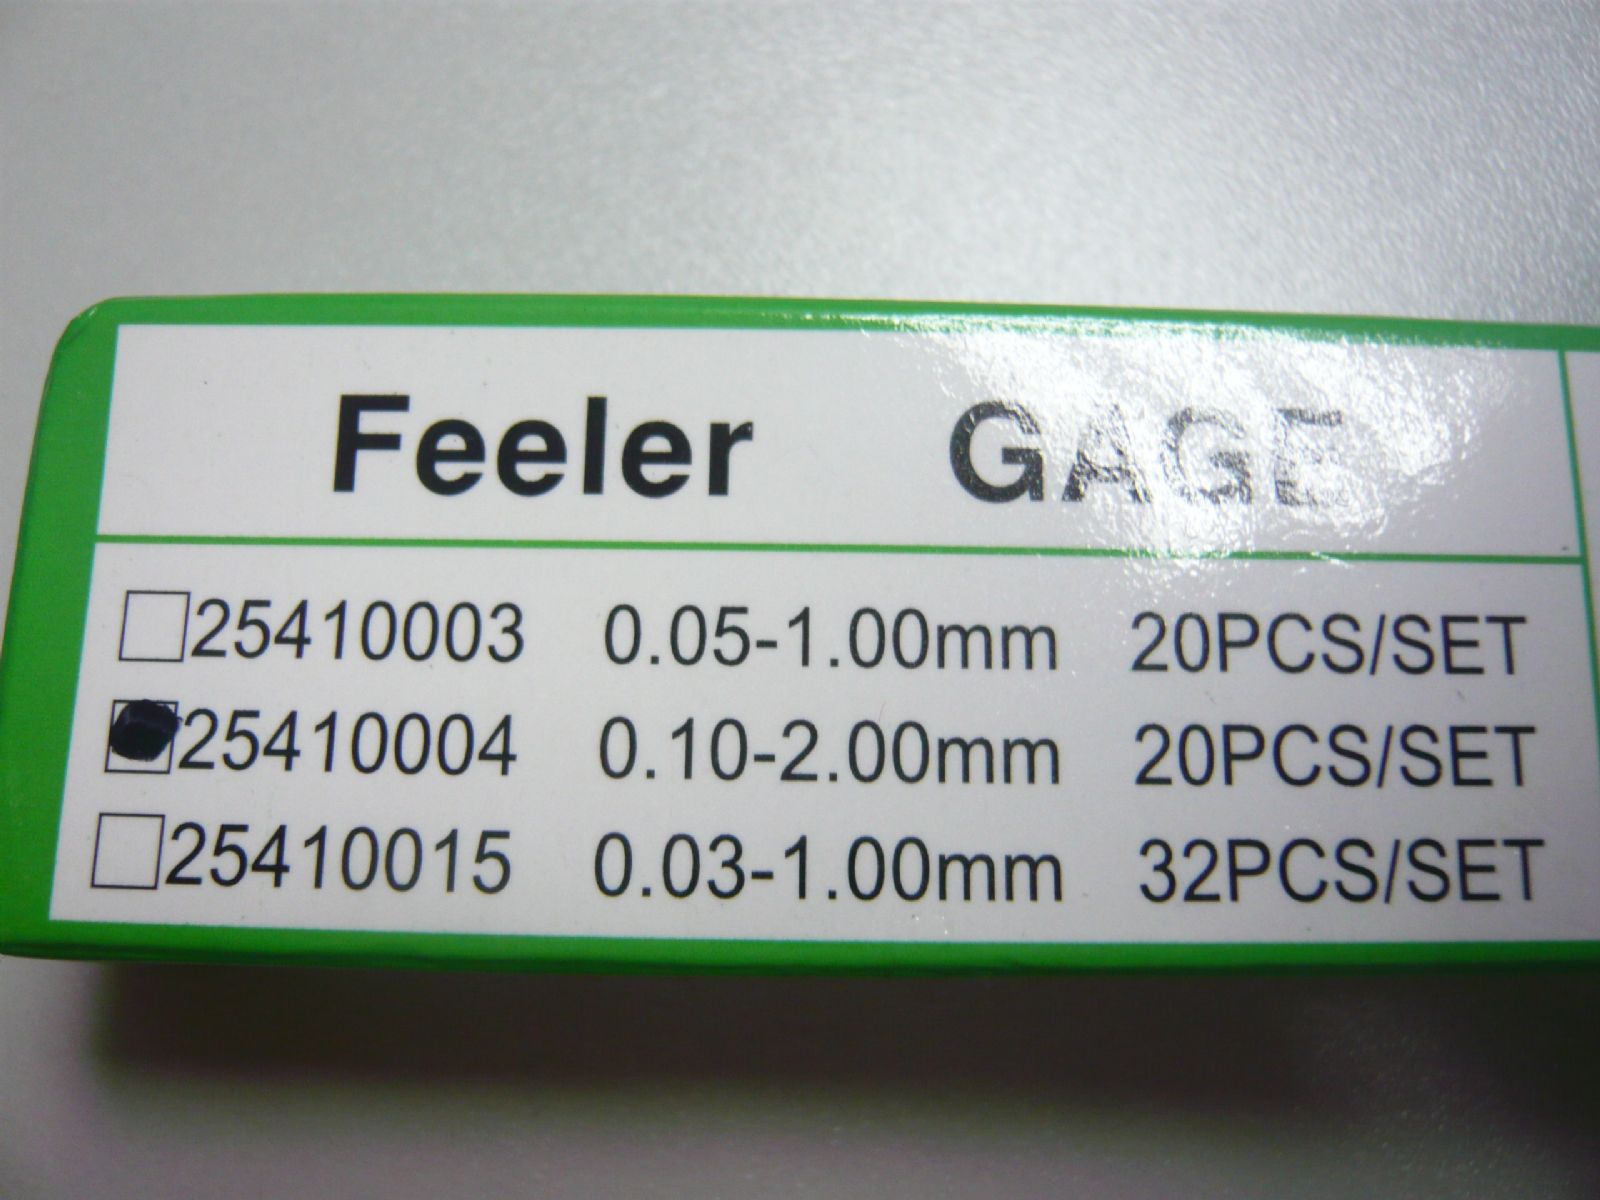 Feeler GAGE
25410003 0.05-1.00mm 20PCS/SET
25410004 0.10-2.00mm 20PCS/SET
25410015 0.03-1.00mm 32PCS/SET